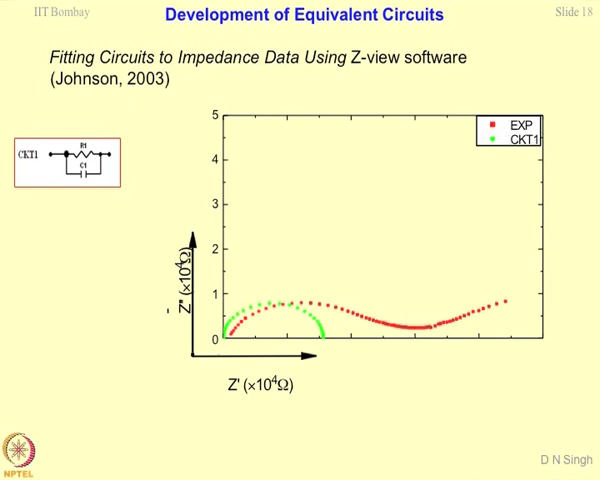 IIT Bombay
Development of Equivalent Circuits
Slide 18
Fitting Circuits to Impedance Data Using Z-view software
(Johnson, 2003)
CKT1
R1
C1
5
4
3
2
1
0
EXP
CKT1
- Z" (×10⁴Ω)
Z' (×10⁴Ω)
NPTEL
D N Singh